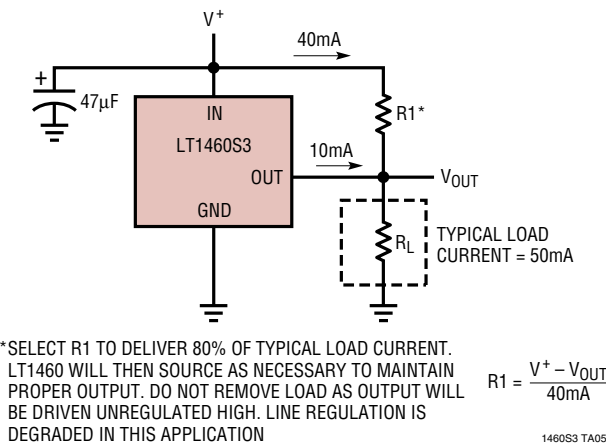 V+
40mA
+
47µF
IN
R1*
LT1460S3
10mA
OUT
VOUT
GND
RL
TYPICAL LOAD
CURRENT = 50mA
*SELECT R1 TO DELIVER 80% OF TYPICAL LOAD CURRENT.
LT1460 WILL THEN SOURCE AS NECESSARY TO MAINTAIN
PROPER OUTPUT. DO NOT REMOVE LOAD AS OUTPUT WILL
BE DRIVEN UNREGULATED HIGH. LINE REGULATION IS
DEGRADED IN THIS APPLICATION
R1 = V+ – VOUT
40mA
1460S3 TA05